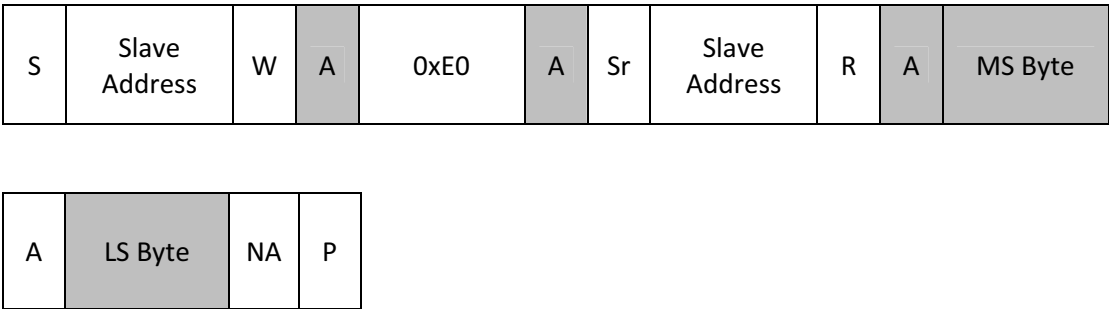 S Slave Address W A 0xE0 A Sr Slave Address R A MS Byte
A LS Byte NA P